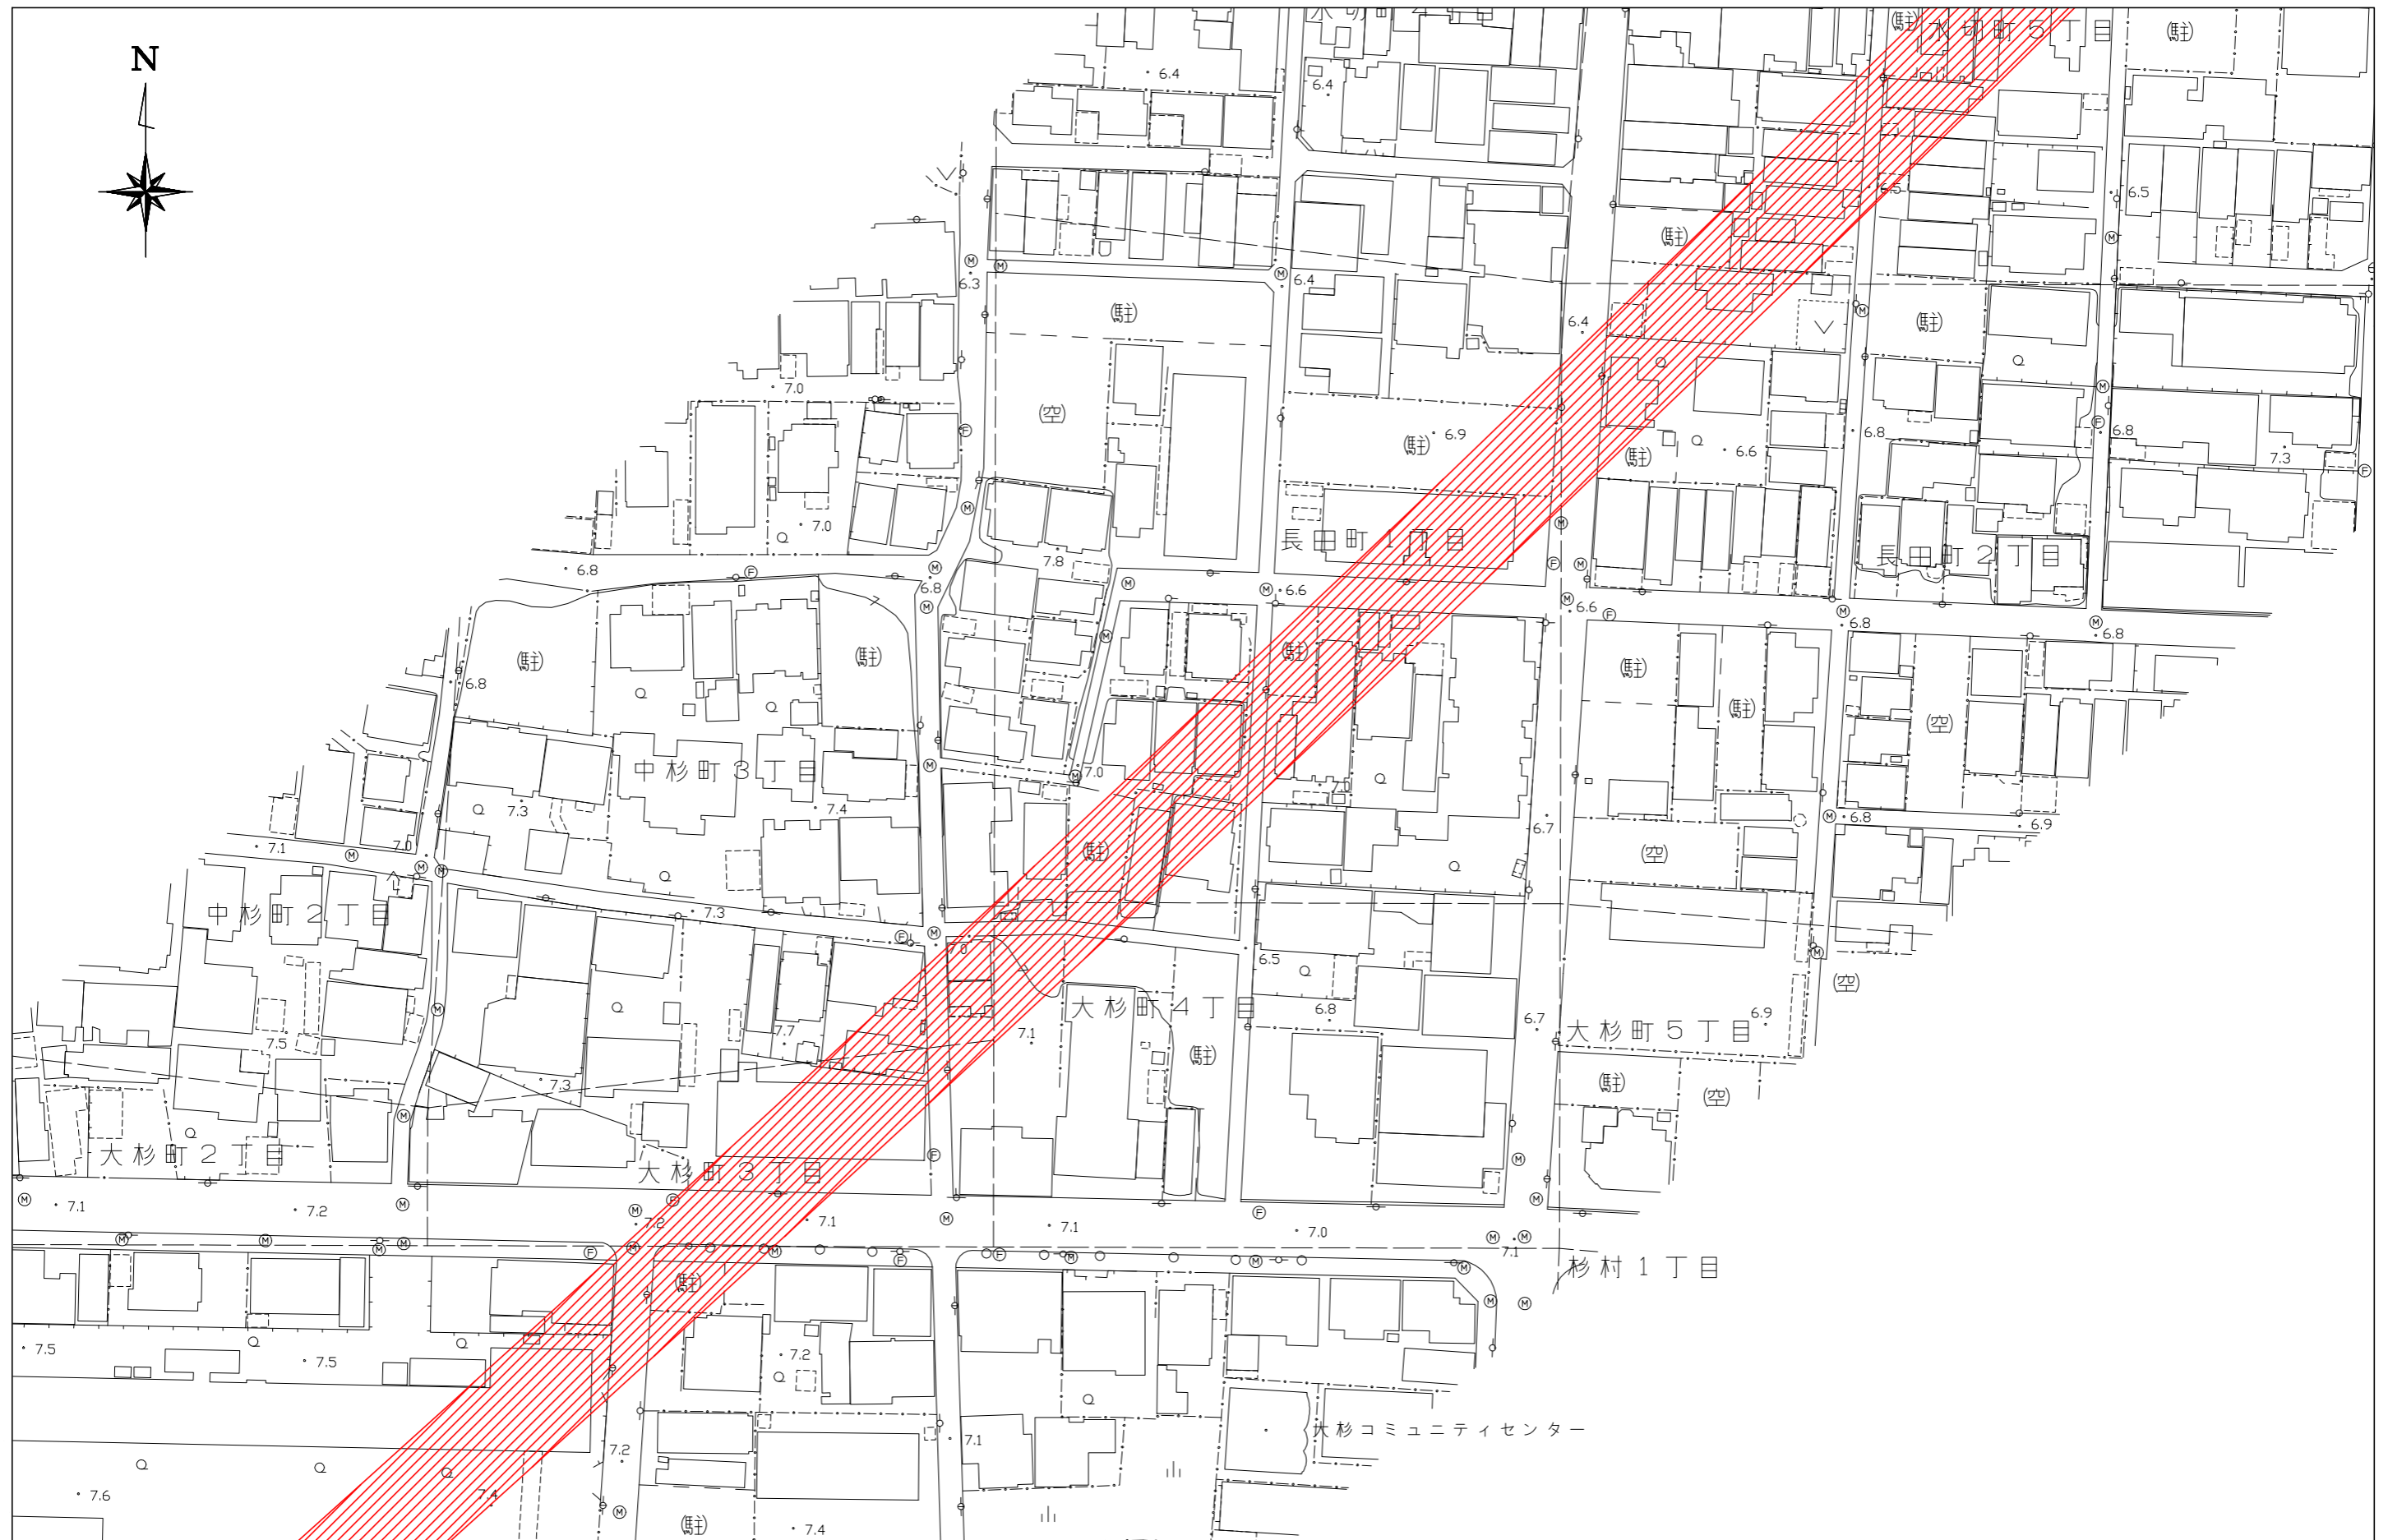 N
水切町5丁目
(駐)
(駐)
6.4
6.4
6.5
6.5
(駐)
6.3
6.4
(駐)
6.4
(駐)
7.0
(空)
6.9
(駐)
6.8
6.8
7.3
(駐)
6.6
7.0
長田町1丁目
長田町2丁目
7.8
6.8
6.8
6.6
6.6
6.8
6.8
(駐)
(駐)
(駐)
(駐)
6.8
(駐)
(空)
中杉町3丁目
7.0
7.3
7.4
6.7
6.8
6.9
7.1
7.0
(駐)
(空)
中杉町2丁目
7.3
7.0
6.5
(空)
大杉町4丁目
6.8
6.7
大杉町5丁目
6.9
7.5
7.7
7.1
(駐)
7.3
(駐)
(空)
大杉町2丁目
大杉町3丁目
7.1
7.2
7.2
7.1
7.1
7.0
7.1
杉村1丁目
(駐)
7.5
7.5
7.2
大杉コミュニティセンター
7.2
7.1
7.6
7.4
(駐)
7.4